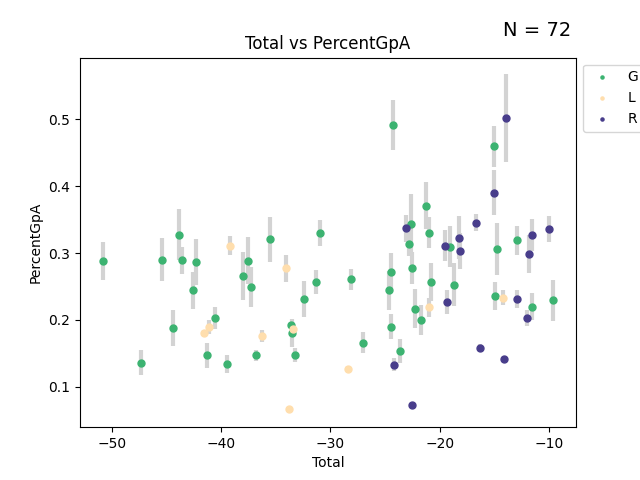 N = 72
Total vs PercentGpA
G
L
R
0.5
0.4
0.3
0.2
0.1
PercentGpA
−50 −40 −30 −20 −10
Total